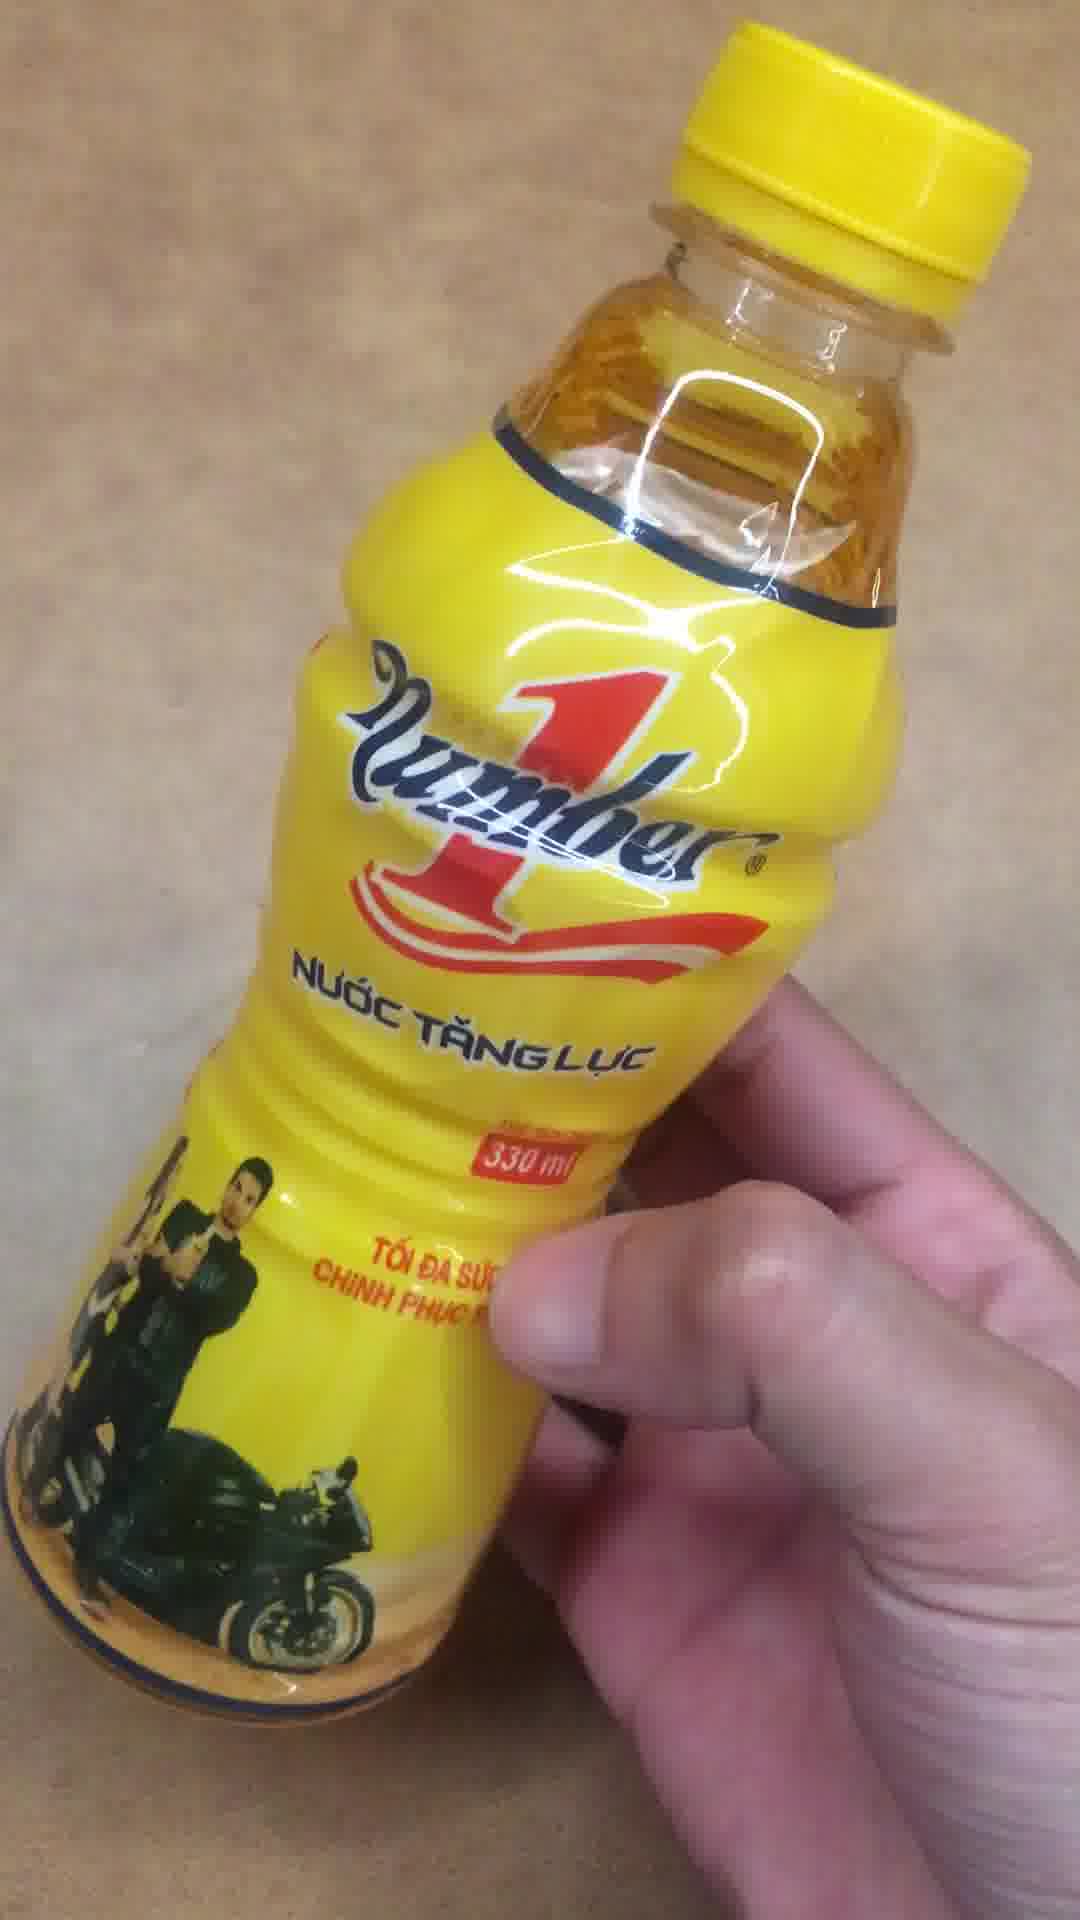 Number 1 ®
NƯỚC TĂNG LỰC
330 ml
TỐI ĐA SỨC
CHINH PHỤC